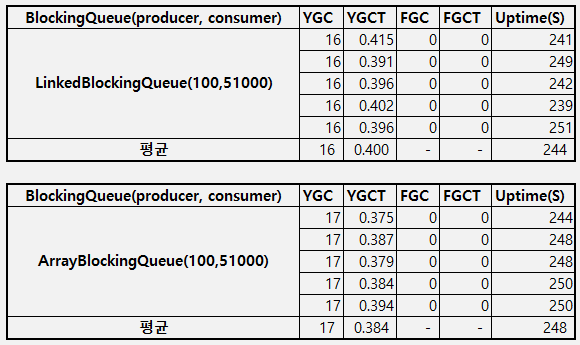 BlockingQueue(producer, consumer) YGC YGCT FGC FGCT Uptime(S)
16 0.415 0 0 241
16 0.391 0 0 249
LinkedBlockingQueue(100,51000) 16 0.396 0 0 242
16 0.402 0 0 239
16 0.396 0 0 251
평균 16 0.400 - - 244
BlockingQueue(producer, consumer) YGC YGCT FGC FGCT Uptime(S)
17 0.375 0 0 244
17 0.387 0 0 248
ArrayBlockingQueue(100,51000) 17 0.379 0 0 248
17 0.384 0 0 250
17 0.394 0 0 250
평균 17 0.384 - - 248